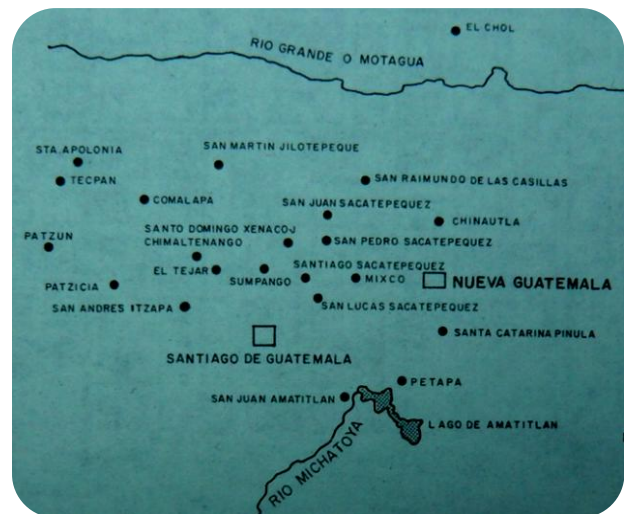 EL CHOL
RIO GRANDE O MOTAGUA
STA. APOLONIA
SAN MARTIN JILOTEPEQUE
TECPAN
SAN RAIMUNDO DE LAS CASILLAS
COMALAPA
SAN JUAN SACATEPEQUEZ
CHINAUTLA
PATZUN
SANTO DOMINGO XENACOJ
CHIMALTENANGO
SAN PEDRO SACATEPEQUEZ
EL TEJAR
SANTIAGO SACATEPEQUEZ
SUMPANGO
MIXCO
NUEVA GUATEMALA
PATZICIA
SAN ANDRES ITZAPA
SAN LUCAS SACATEPEQUEZ
SANTA CATARINA PINULA
SANTIAGO DE GUATEMALA
PETAPA
SAN JUAN AMATITLAN
LAGO DE AMATITLAN
RIO MICHATOYA